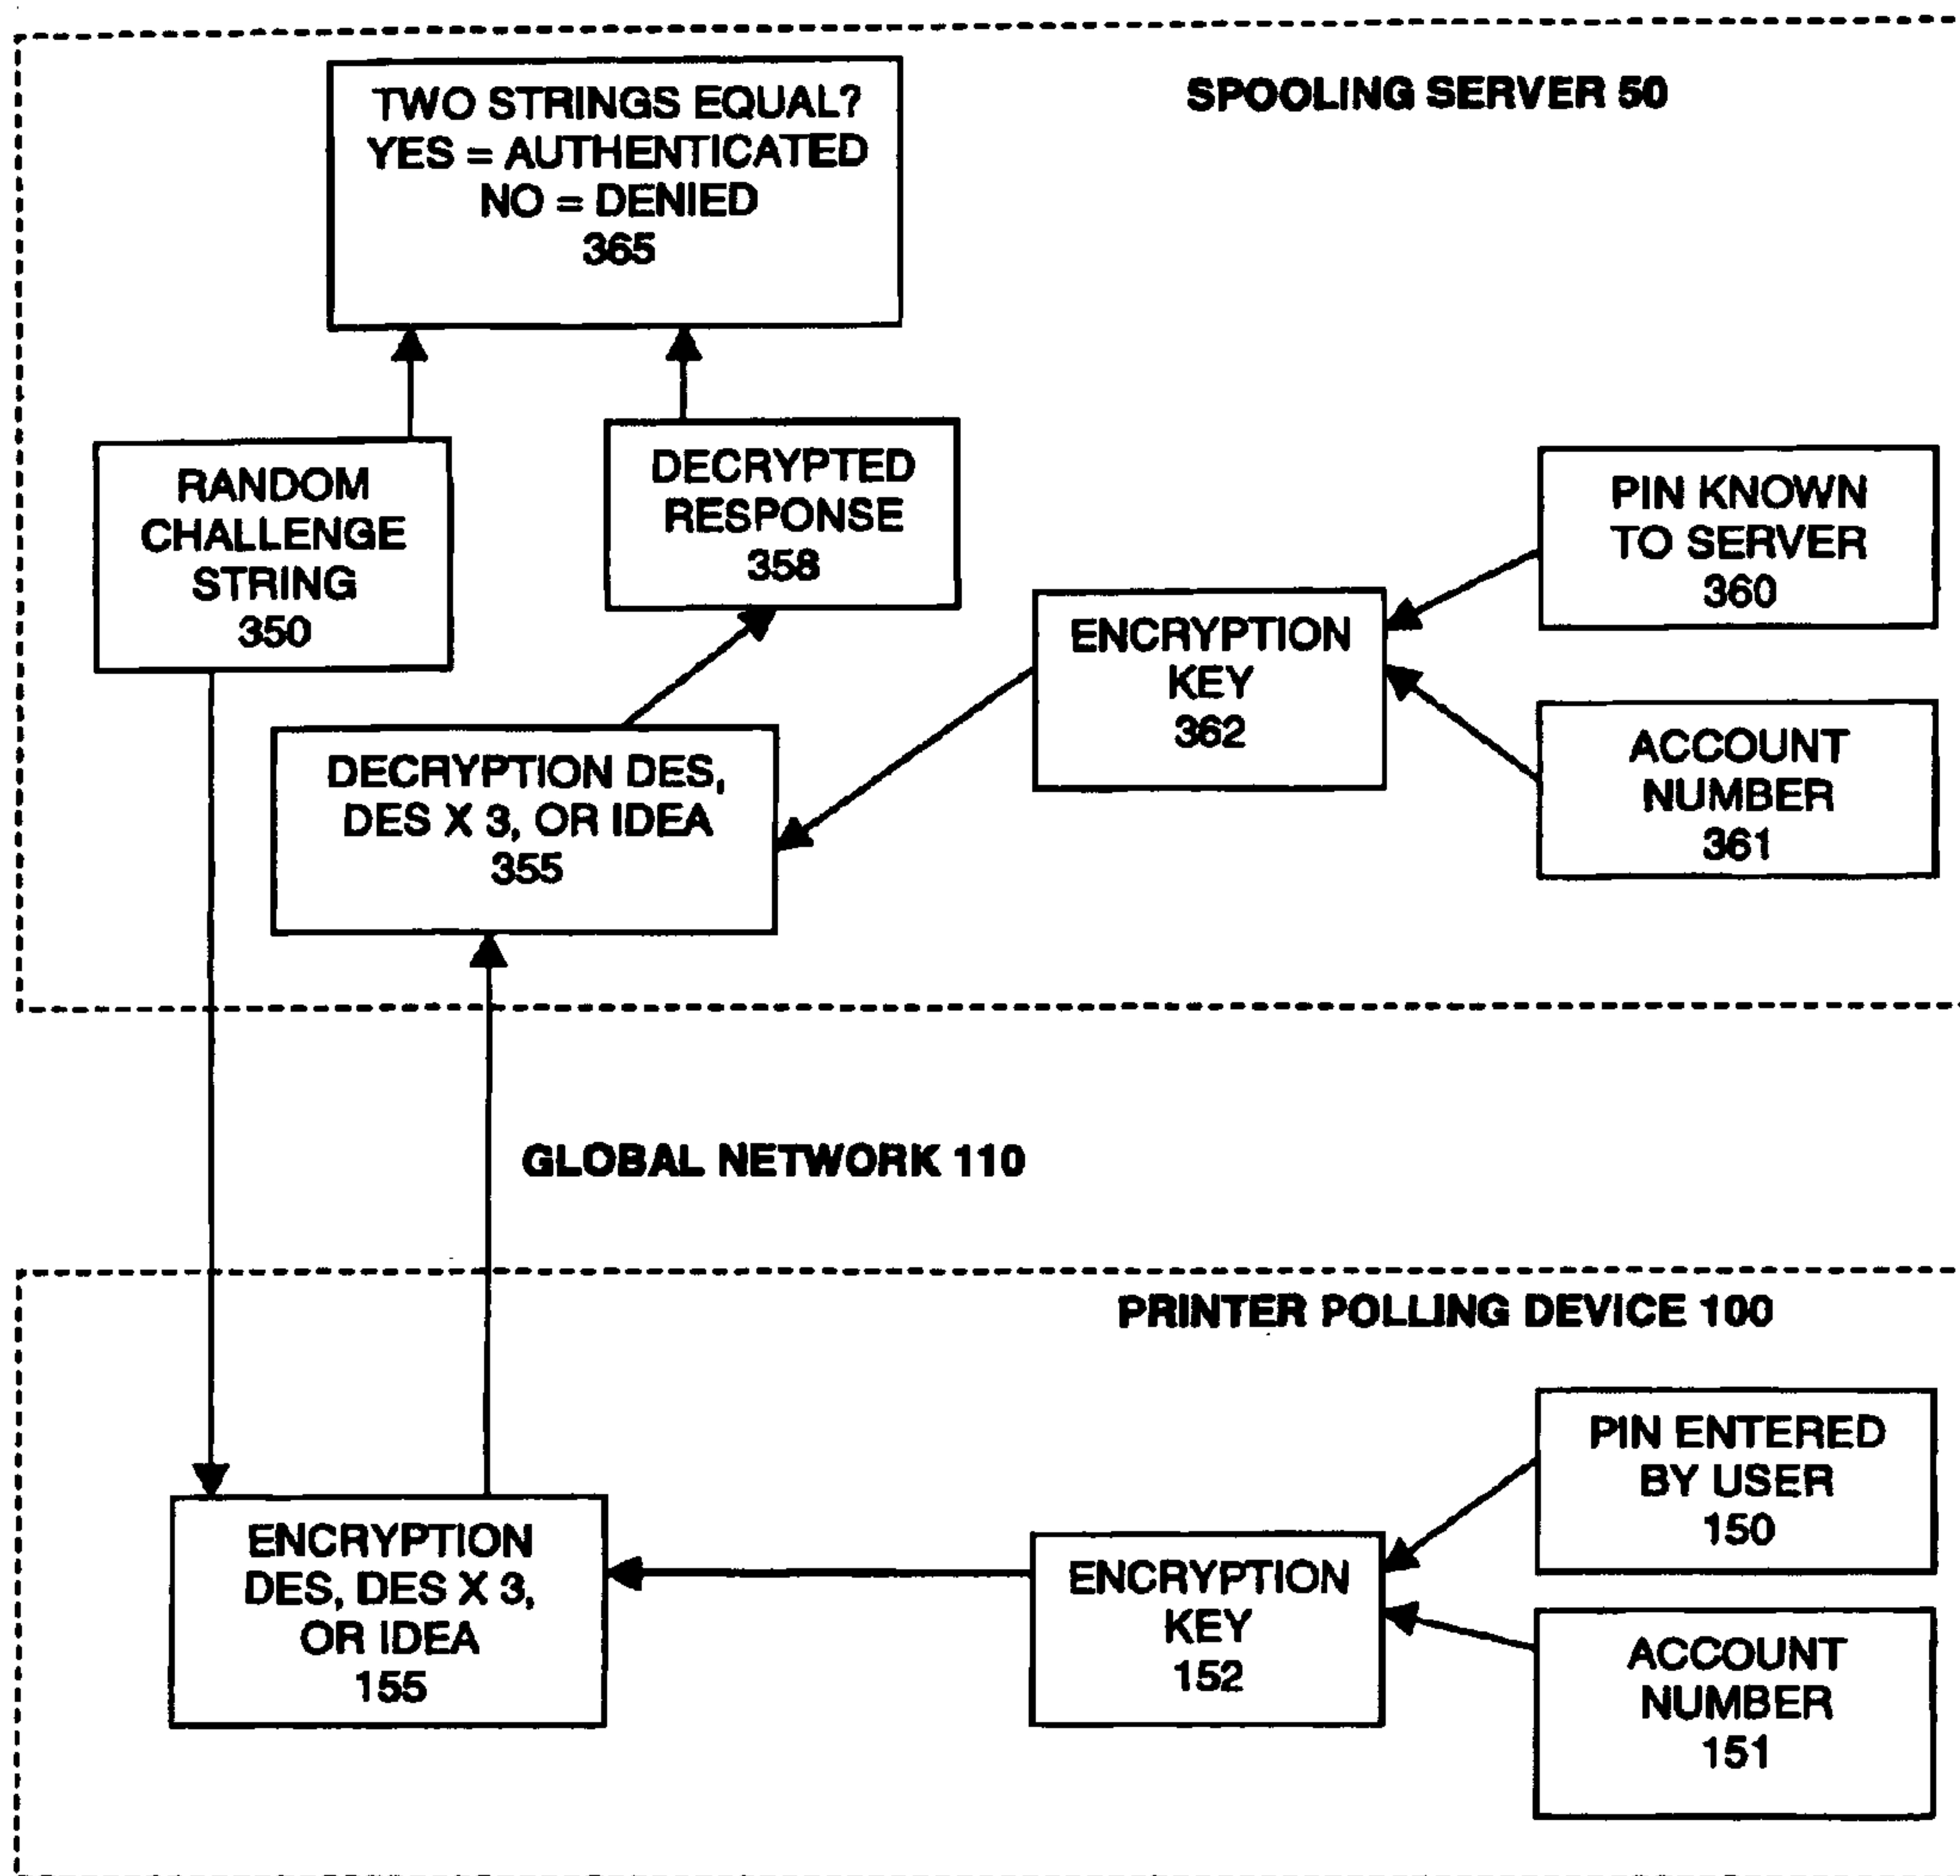 SPOOLING SERVER 50
TWO STRINGS EQUAL?
YES = AUTHENTICATED
NO = DENIED
365
RANDOM
CHALLENGE
STRING
350
DECRYPTED
RESPONSE
358
PIN KNOWN
TO SERVER
360
ENCRYPTION
KEY
362
ACCOUNT
NUMBER
361
DECRYPTION DES,
DES X 3, OR IDEA
355
GLOBAL NETWORK 110
PRINTER POLLING DEVICE 100
PIN ENTERED
BY USER
150
ENCRYPTION
DES, DES X 3,
OR IDEA
155
ENCRYPTION
KEY
152
ACCOUNT
NUMBER
151